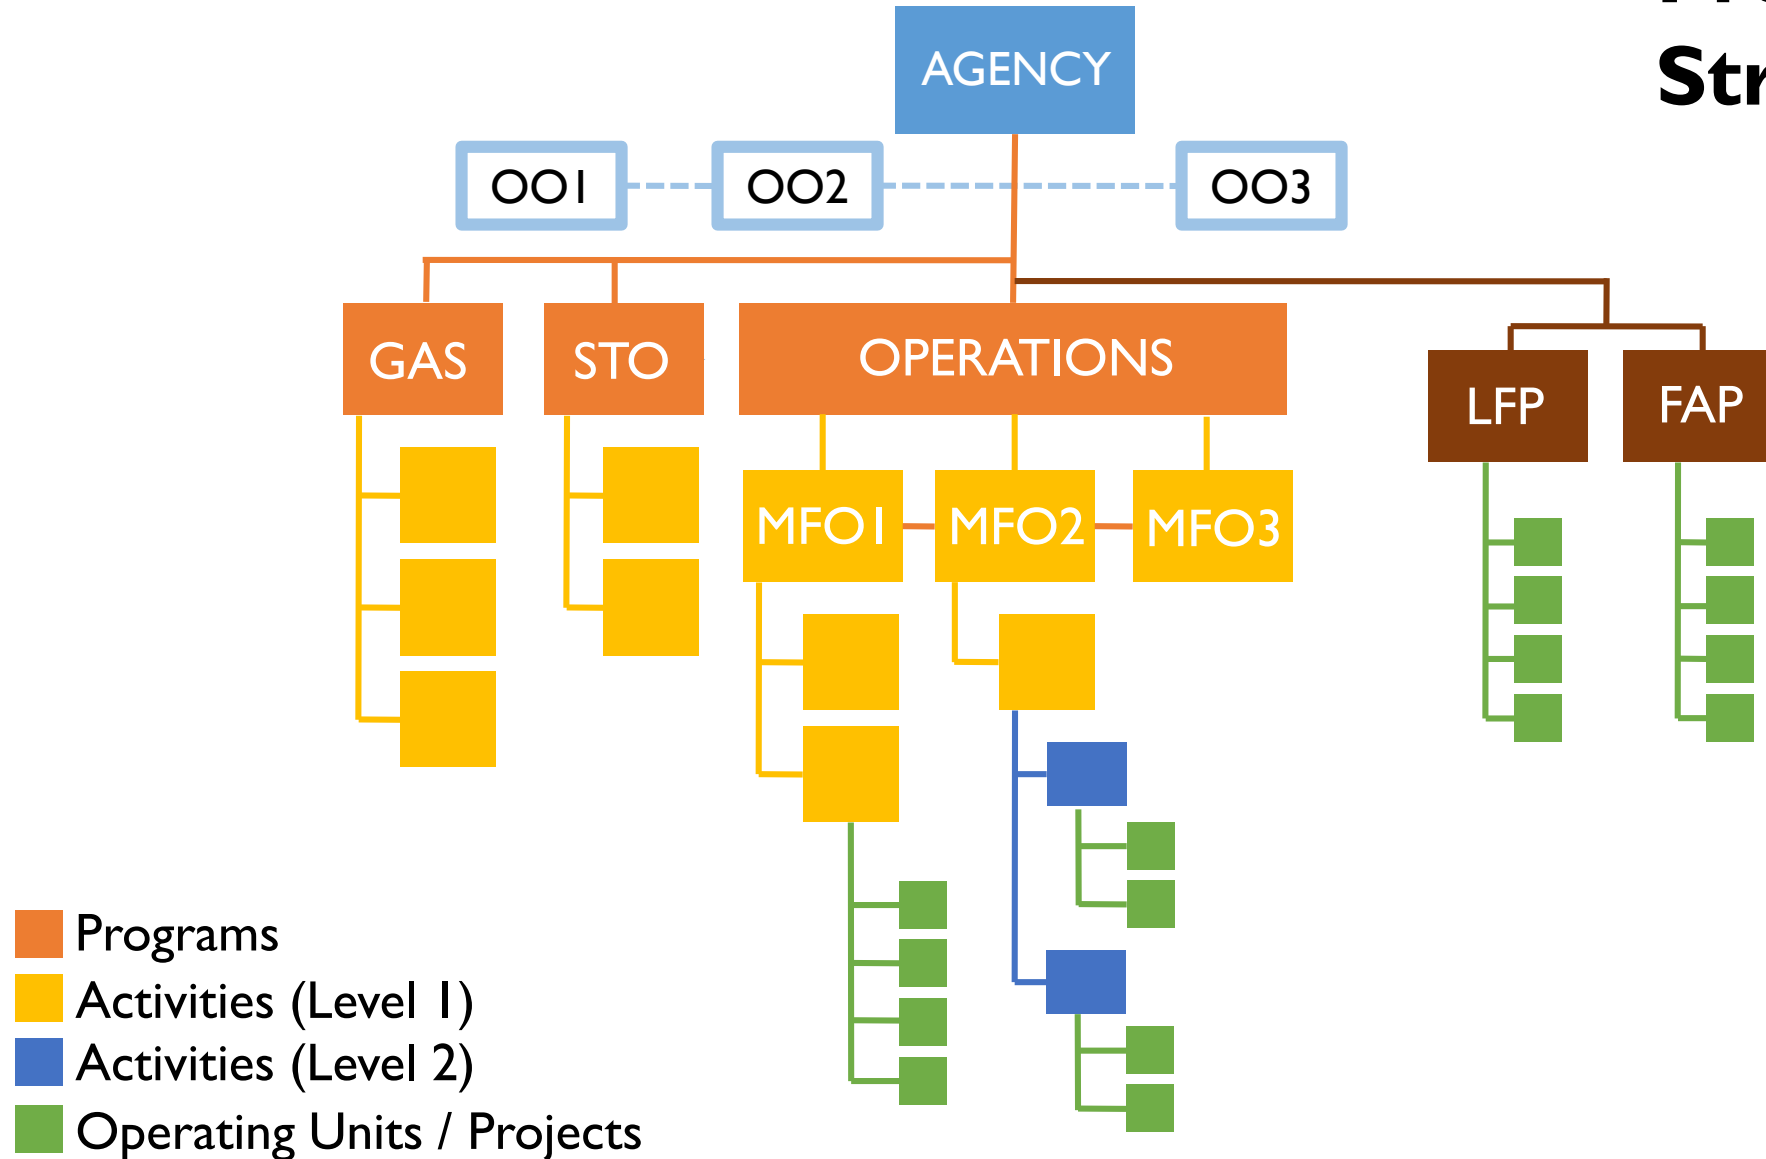 Str
AGENCY
OO1
OO2
OO3
GAS
STO
OPERATIONS
LFP
FAP
MFO1
MFO2
MFO3
Programs
Activities (Level 1)
Activities (Level 2)
Operating Units / Projects